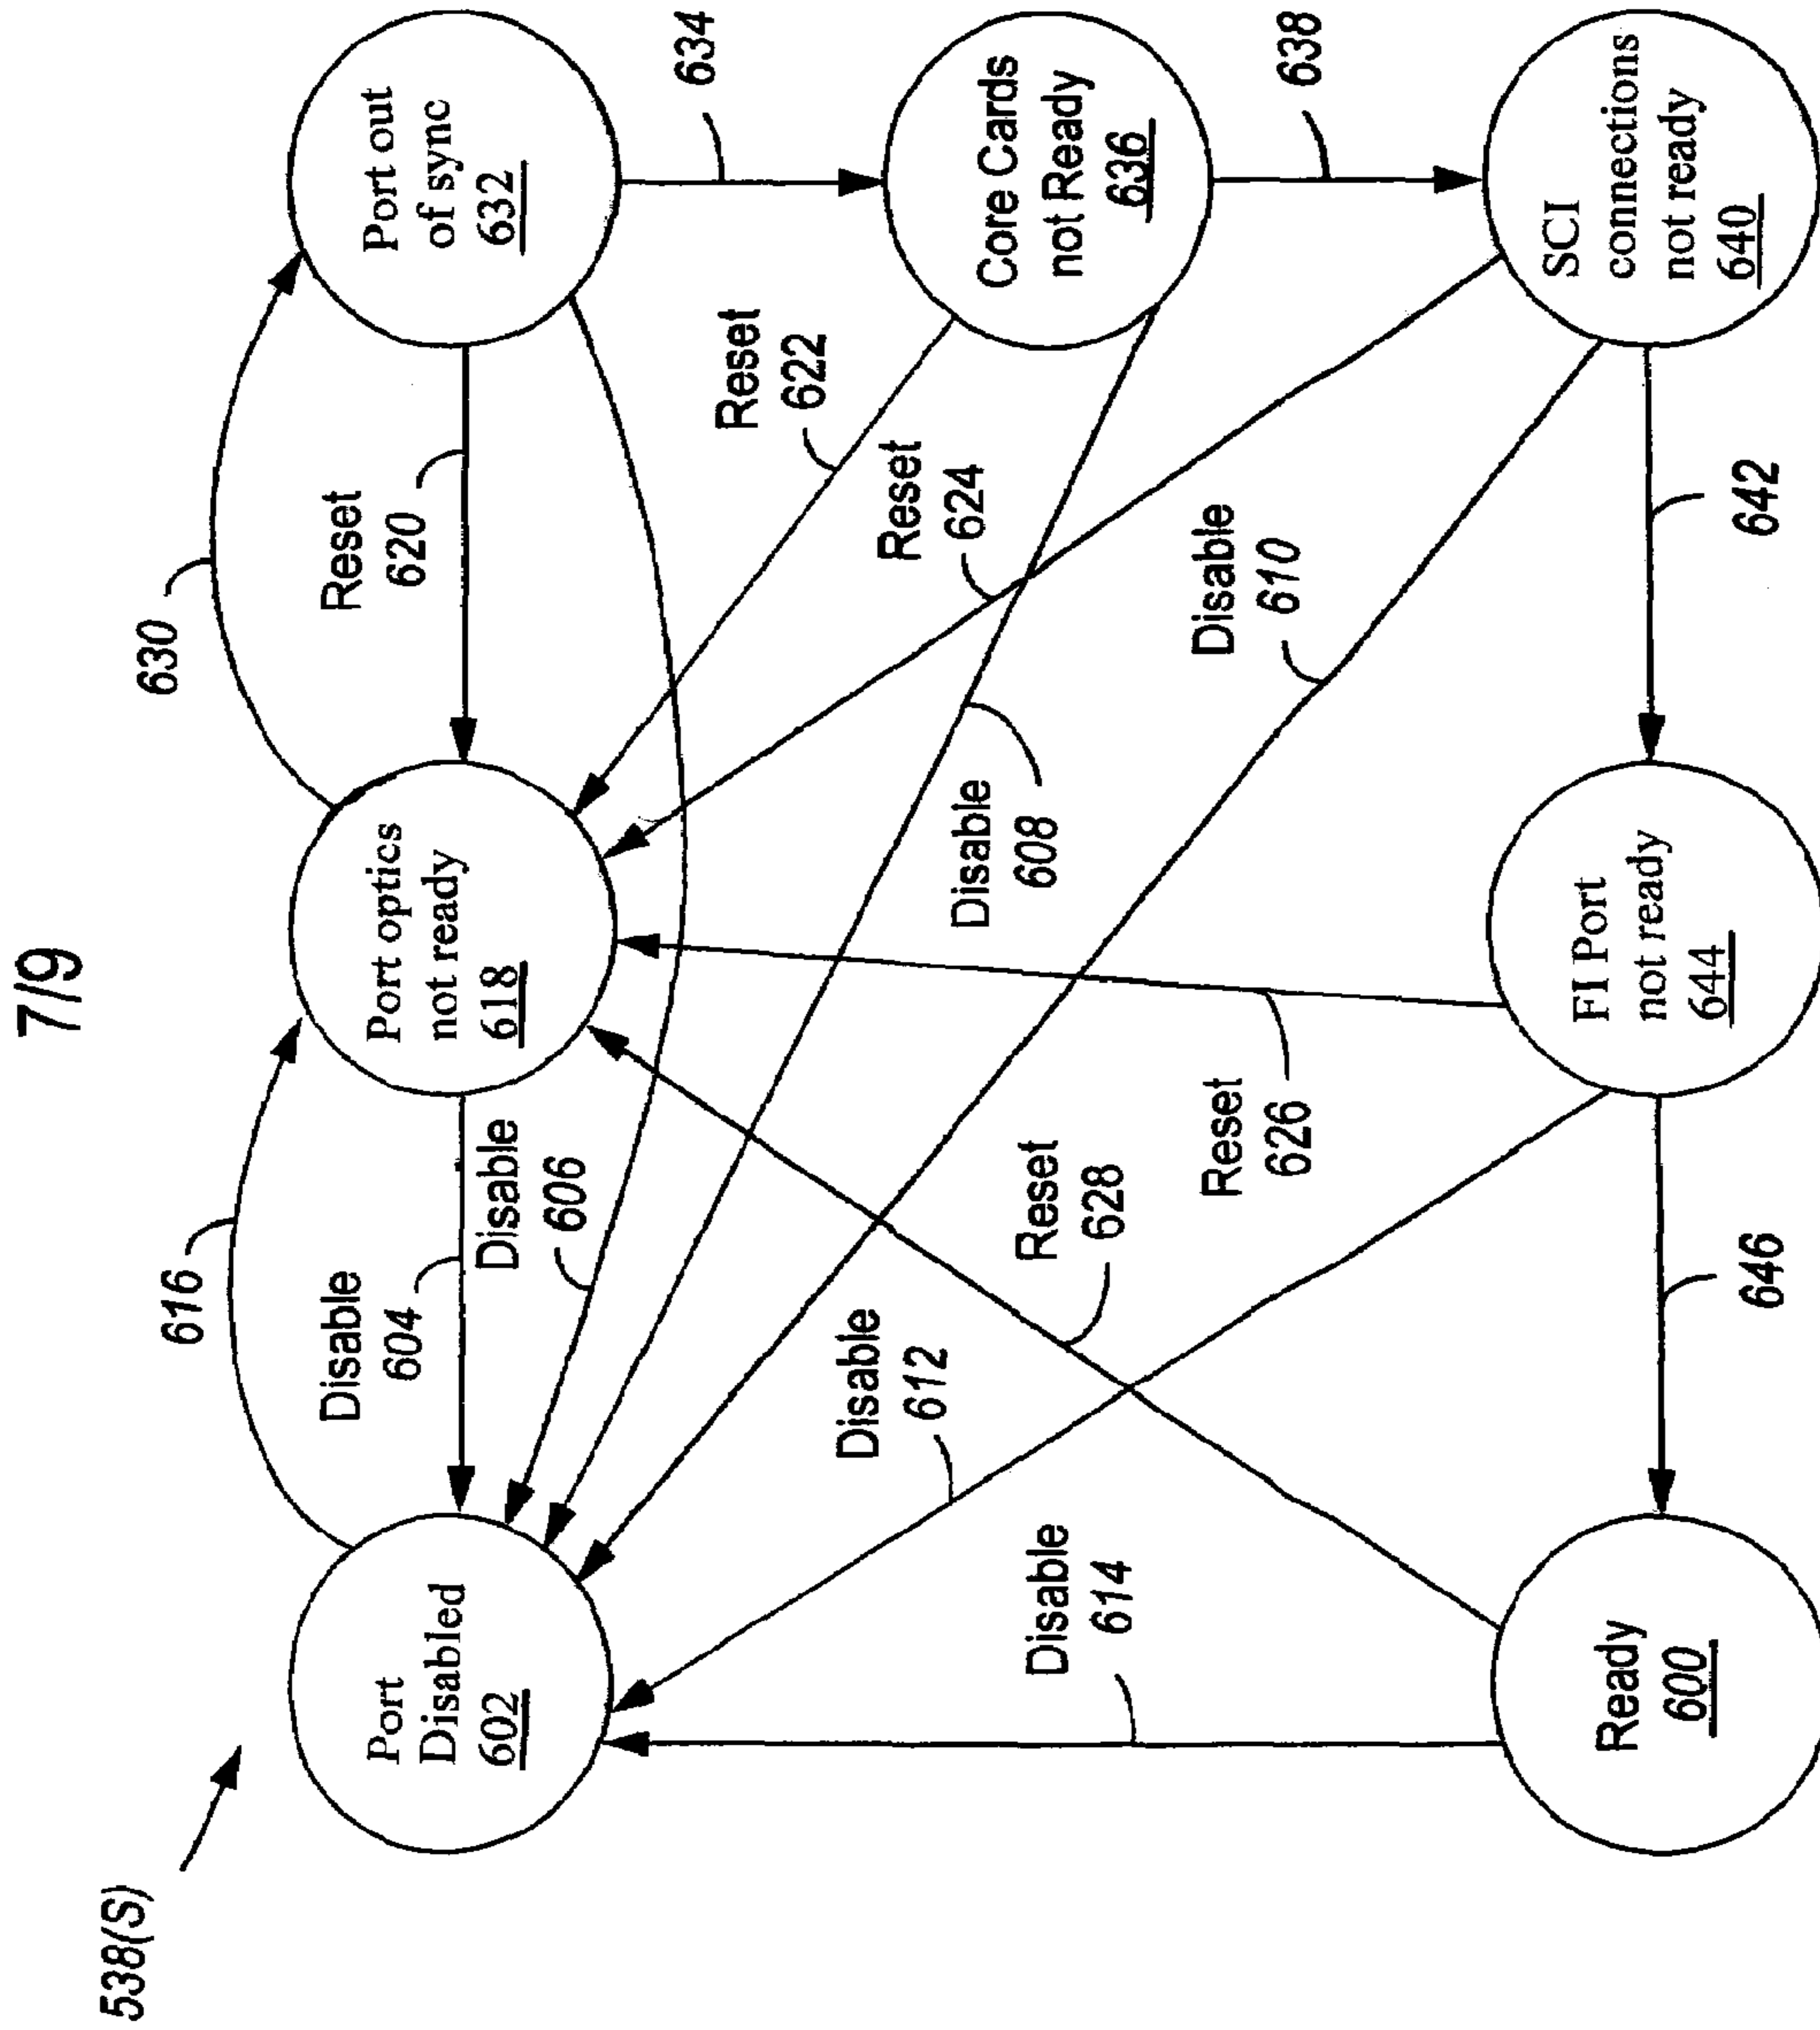 7/9
538(S)
616
630
Port
Disabled
602
Disable
604
Port optics
not ready
618
Reset
620
Port out
of sync
632
Disable
606
634
Reset
622
Core Cards
not Ready
636
Reset
624
Disable
608
Disable
612
Disable
614
Reset
628
Reset
626
Disable
610
638
Ready
600
646
FI Port
not ready
644
642
SCI
connections
not ready
640